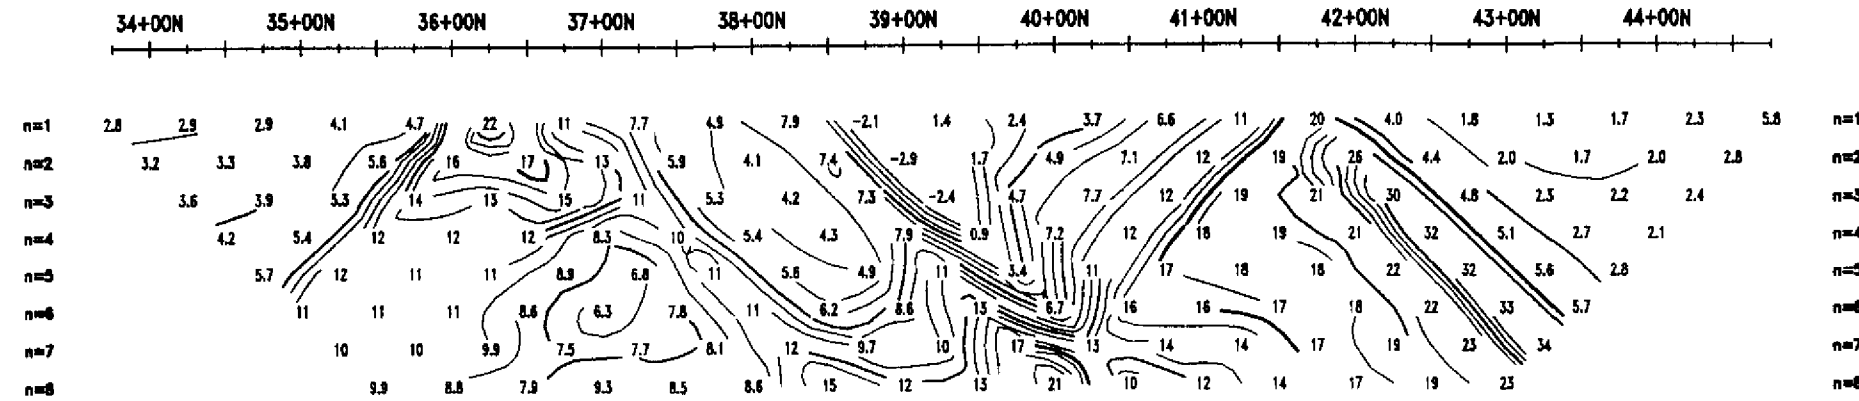 34+00N 35+00N 36+00N 37+00N 38+00N 39+00N 40+00N 41+00N 42+00N 43+00N 44+00N
n=1 2.8 2.9 2.9 4.1 4.7 22 11 7.7 4.9 7.9 -2.1 1.4 2.4 3.7 6.6 11 20 4.0 1.8 1.3 1.7 2.3 5.8 n=1
n=2 3.2 3.3 3.8 5.6 16 17 13 5.9 4.1 7.4 -2.9 1.7 4.9 7.1 12 19 26 4.4 2.0 1.7 2.0 2.8 n=2
n=3 3.6 3.9 5.3 14 13 15 11 5.3 4.2 7.3 -2.4 4.7 7.7 12 19 21 30 4.8 2.3 2.2 2.4 n=3
n=4 4.2 5.4 12 12 12 8.3 10 5.4 4.3 7.9 0.9 7.2 12 18 19 21 32 5.1 2.7 2.1 n=4
n=5 5.7 12 11 11 8.9 6.8 11 5.6 4.9 11 3.4 11 17 18 18 22 32 5.6 2.8 n=5
n=6 11 11 11 8.6 6.3 7.8 11 6.2 8.6 13 6.7 16 16 17 18 22 33 5.7 n=6
n=7 10 10 9.9 7.5 7.7 8.1 12 9.7 10 17 13 14 14 17 19 23 34 n=7
n=8 9.9 8.8 7.9 9.3 8.5 8.6 15 12 13 21 10 12 14 17 19 23 n=8